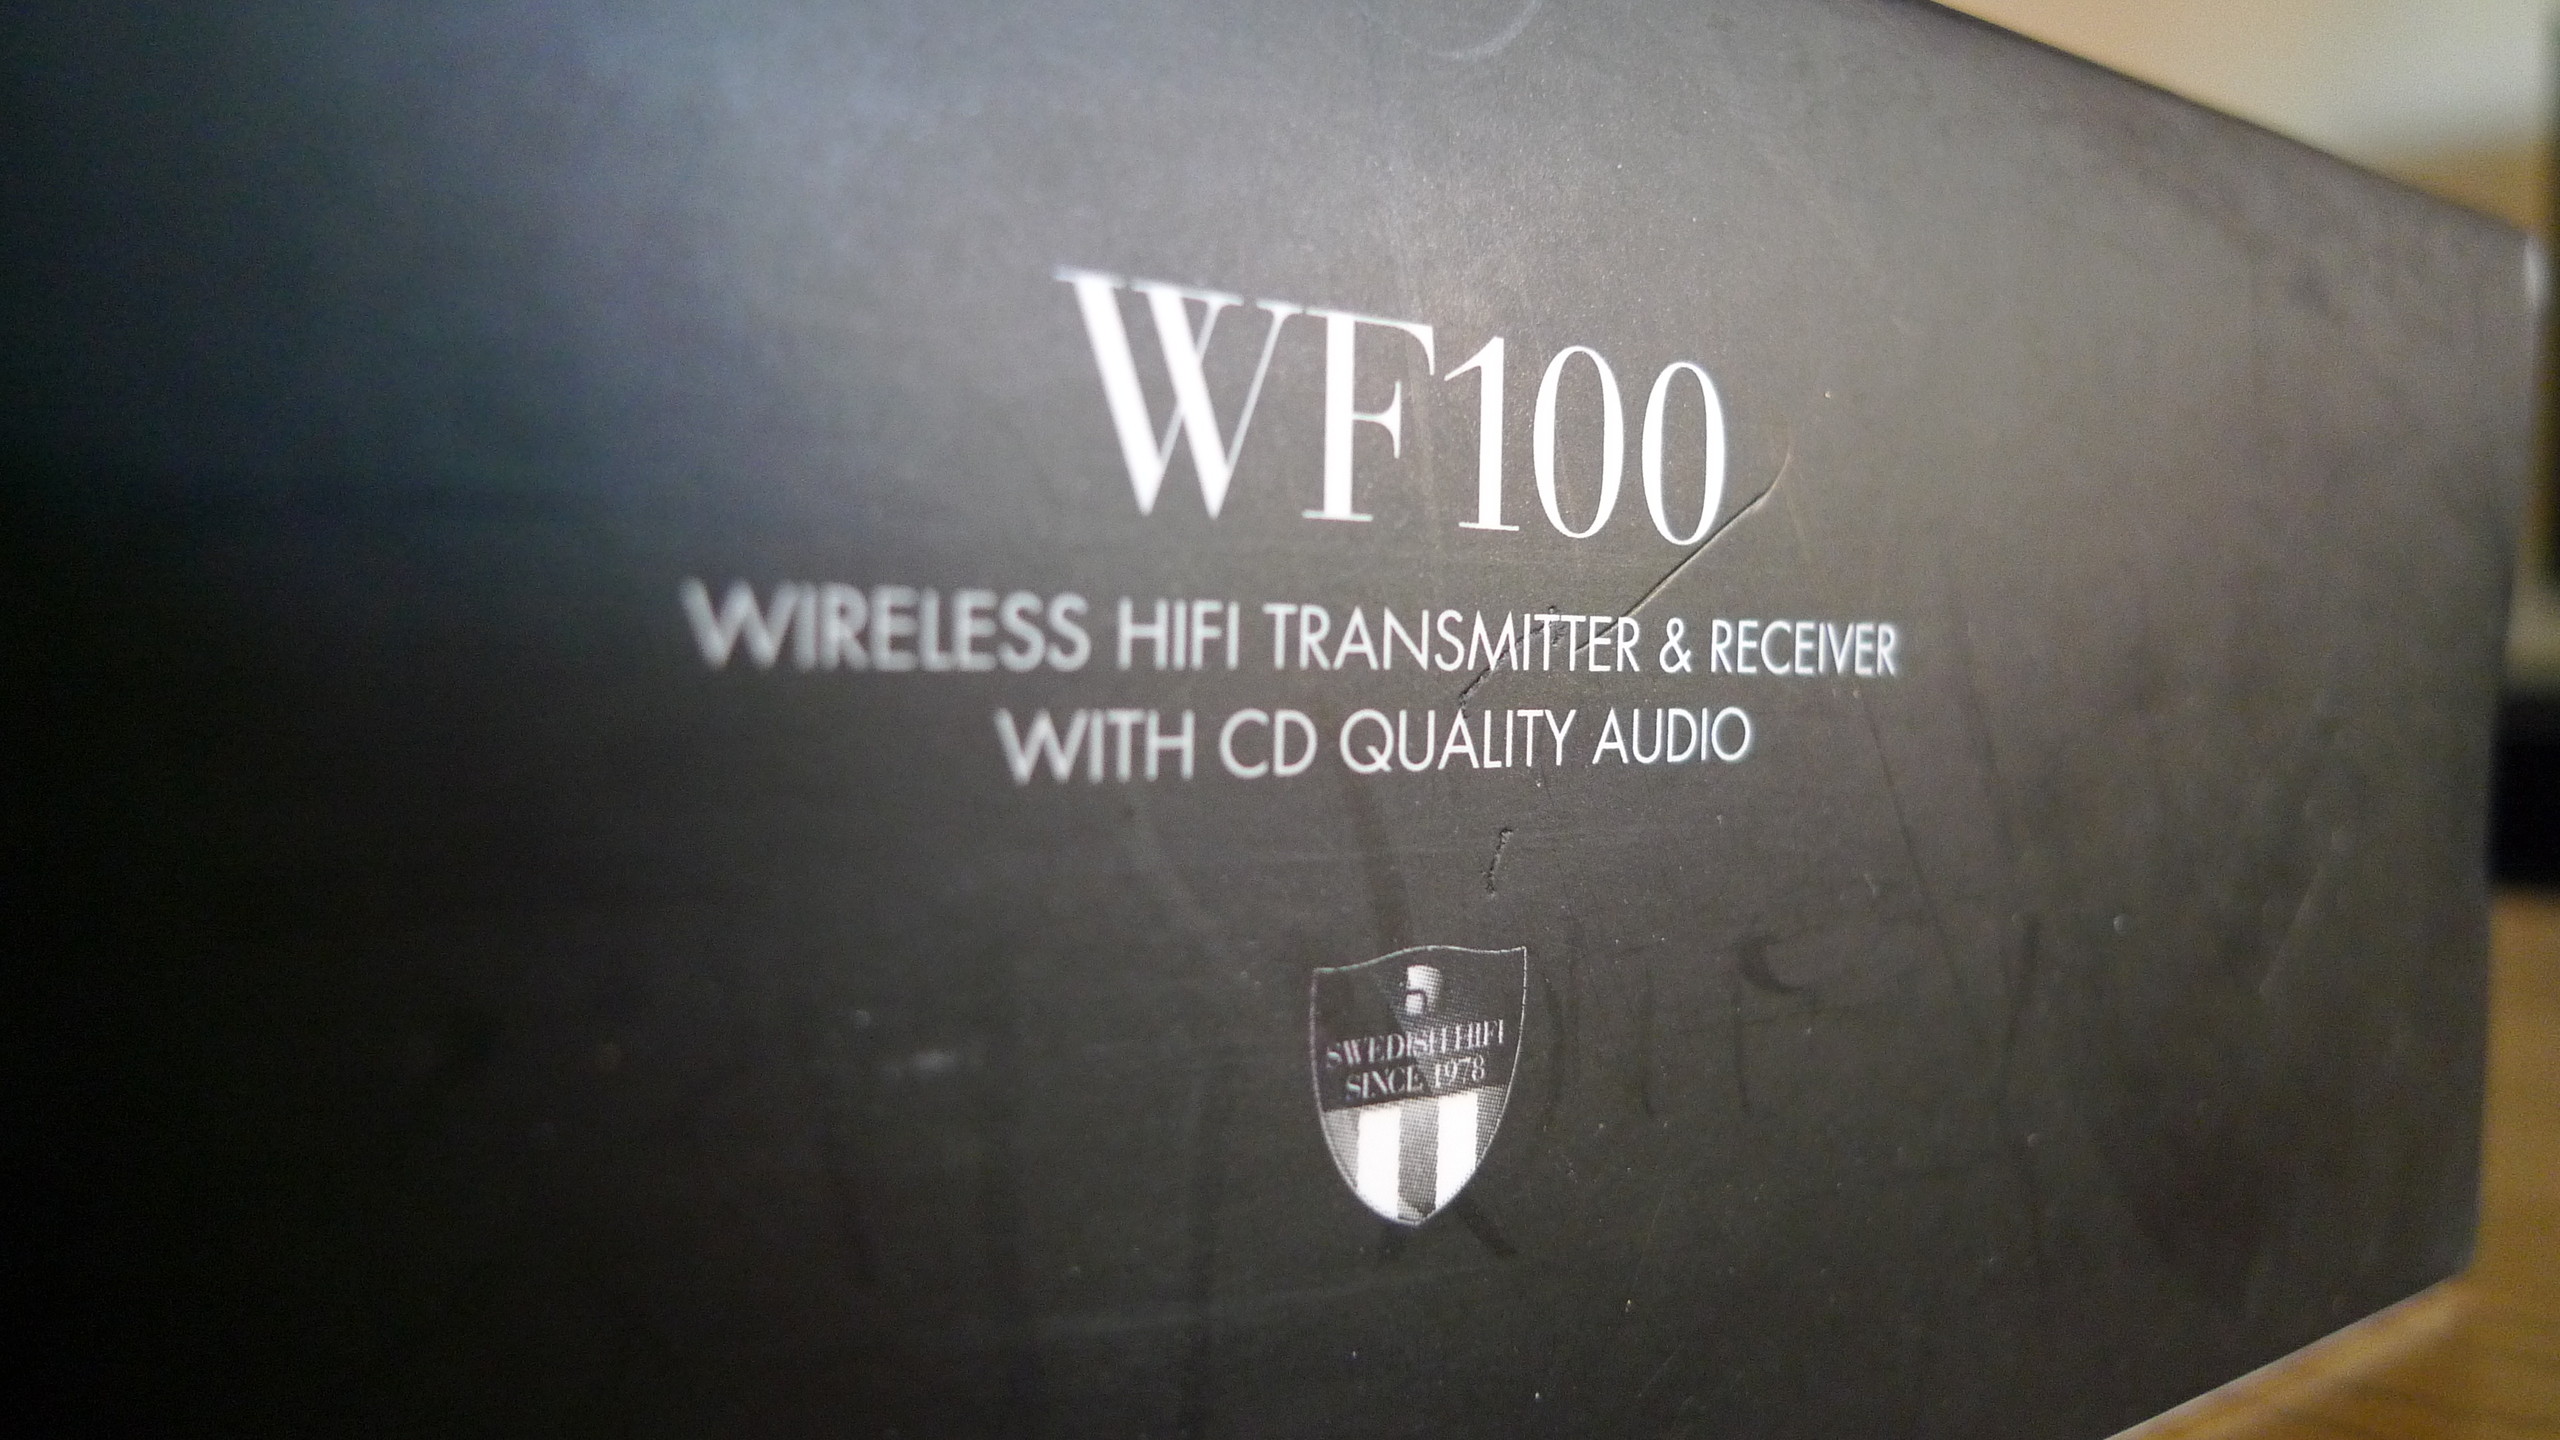 WF100
WIRELESS HIFI TRANSMITTER & RECEIVER
WITH CD QUALITY AUDIO
SWEDISH HIFI
SINCE 1978